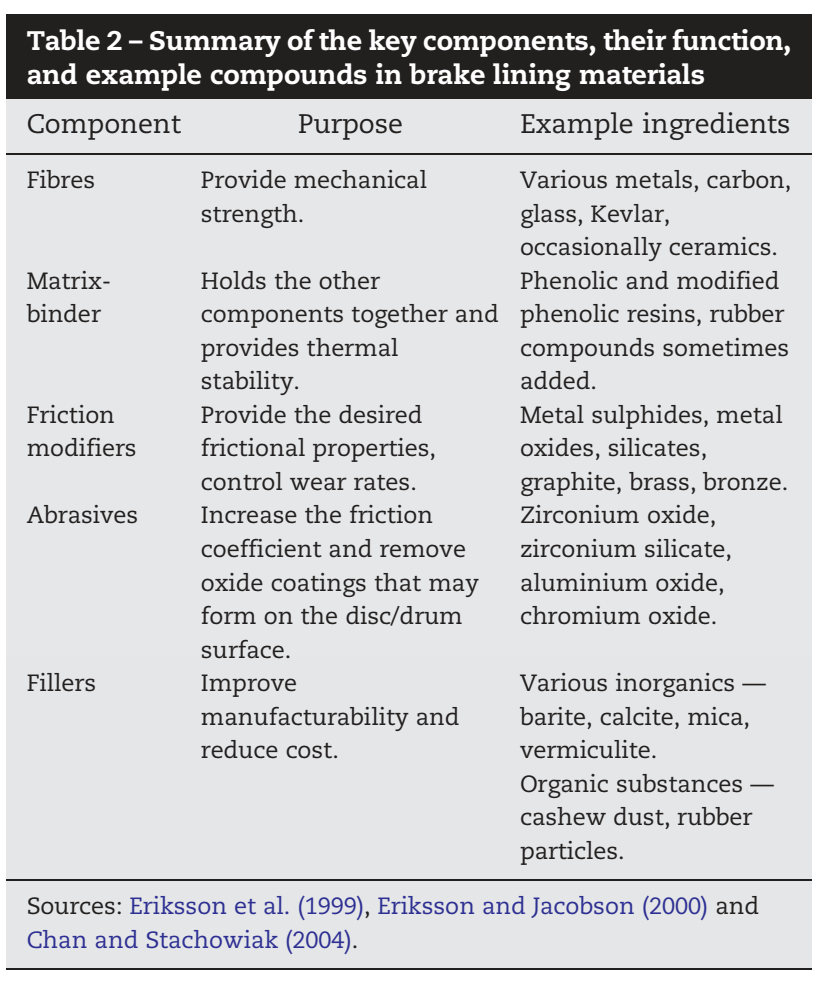 Table 2 – Summary of the key components, their function,
and example compounds in brake lining materials
Component Purpose Example ingredients
Fibres Provide mechanical Various metals, carbon,
strength. glass, Kevlar,
occasionally ceramics.
Matrix- Holds the other Phenolic and modified
binder components together and phenolic resins, rubber
provides thermal compounds sometimes
stability. added.
Friction Provide the desired Metal sulphides, metal
modifiers frictional properties, oxides, silicates,
control wear rates. graphite, brass, bronze.
Abrasives Increase the friction Zirconium oxide,
coefficient and remove zirconium silicate,
oxide coatings that may aluminium oxide,
form on the disc/drum chromium oxide.
surface.
Fillers Improve Various inorganics —
manufacturability and barite, calcite, mica,
reduce cost. vermiculite.
Organic substances —
cashew dust, rubber
particles.
Sources: Eriksson et al. (1999), Eriksson and Jacobson (2000) and
Chan and Stachowiak (2004).